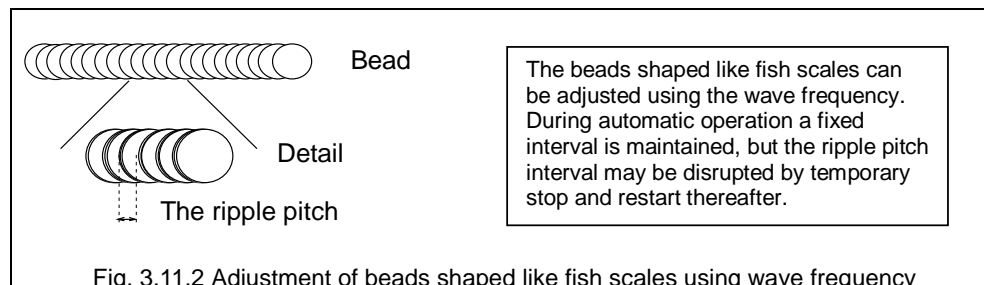 Bead
Detail
The ripple pitch
The beads shaped like fish scales can
be adjusted using the wave frequency.
During automatic operation a fixed
interval is maintained, but the ripple pitch
interval may be disrupted by temporary
stop and restart thereafter.
Fig. 3.11.2 Adjustment of beads shaped like fish scales using wave frequency